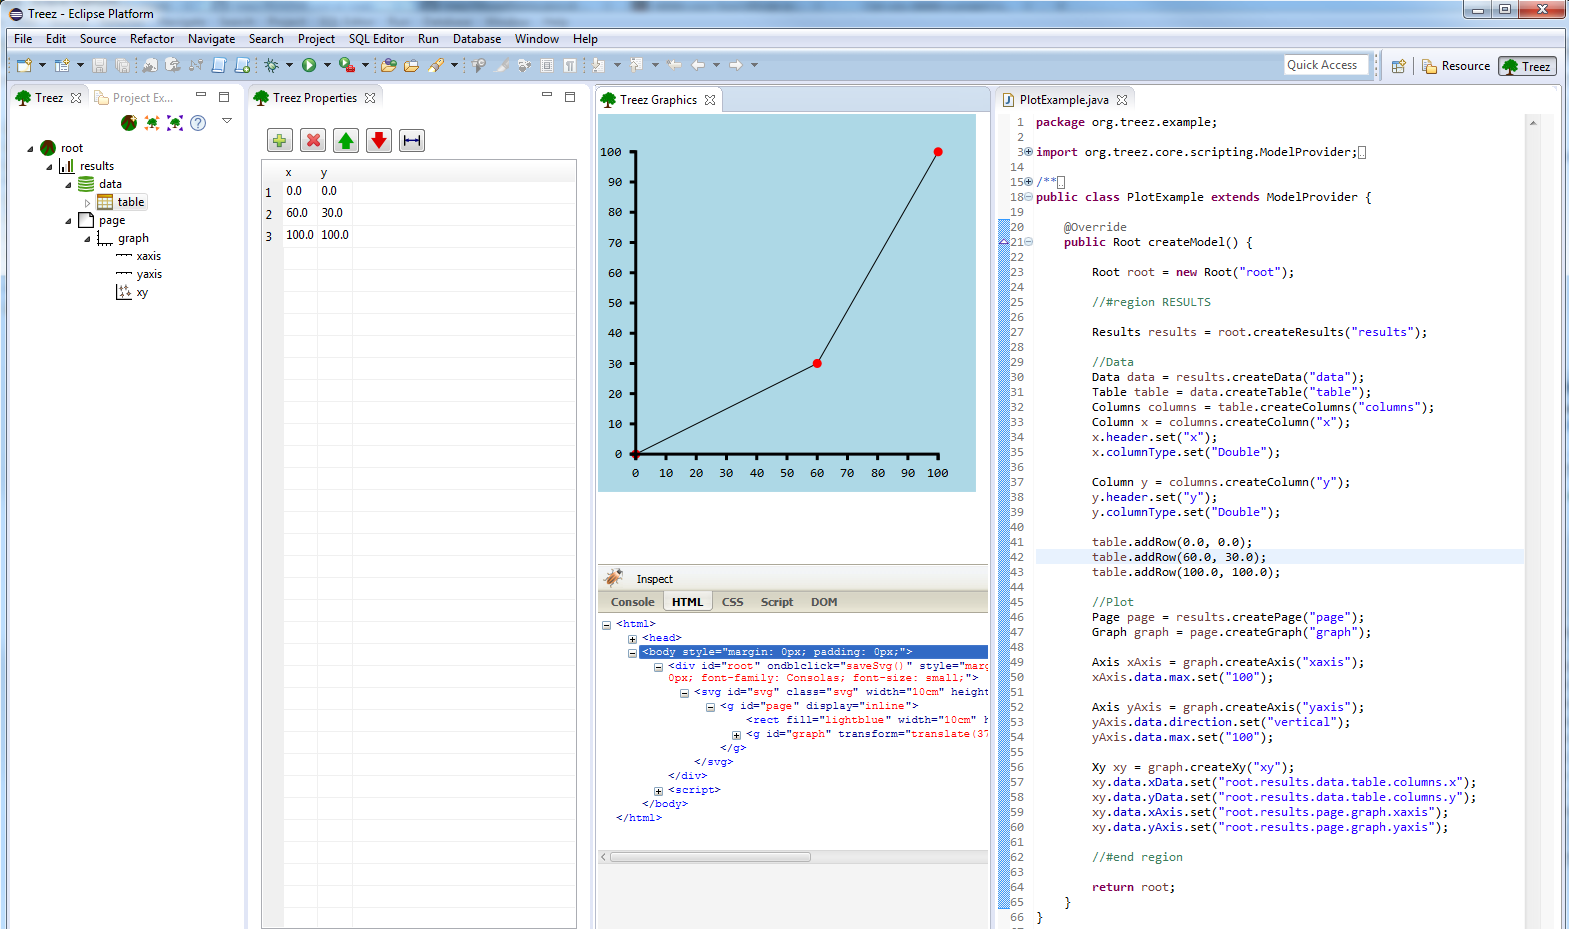 Treez - Eclipse Platform
File Edit Source Refactor Navigate Search Project SQL Editor Run Database Window Help
Quick Access Resource Treez
Treez Project Ex...
root
results
data
table
page
graph
xaxis
yaxis
xy
Treez Properties
x y
1 0.0 0.0
2 60.0 30.0
3 100.0 100.0
Treez Graphics
100
90
80
70
60
50
40
30
20
10
0
0 10 20 30 40 50 60 70 80 90 100
Inspect
Console HTML CSS Script DOM
<html>
<head>
<body style="margin: 0px; padding: 0px;">
<div id="root" ondblclick="saveSvg()" style="marg
0px; font-family: Consolas; font-size: small;">
<svg id="svg" class="svg" width="10cm" height
<g id="page" display="inline">
<rect fill="lightblue" width="10cm" h
<g id="graph" transform="translate(37
</g>
</svg>
</div>
<script>
</body>
</html>
PlotExample.java
1 package org.treez.example;
2
3 import org.treez.core.scripting.ModelProvider;
14
15 /**
18 public class PlotExample extends ModelProvider {
19
20 @Override
21 public Root createModel() {
22
23 Root root = new Root("root");
24
25 //#region RESULTS
26
27 Results results = root.createResults("results");
28
29 //Data
30 Data data = results.createData("data");
31 Table table = data.createTable("table");
32 Columns columns = table.createColumns("columns");
33 Column x = columns.createColumn("x");
34 x.header.set("x");
35 x.columnType.set("Double");
36
37 Column y = columns.createColumn("y");
38 y.header.set("y");
39 y.columnType.set("Double");
40
41 table.addRow(0.0, 0.0);
42 table.addRow(60.0, 30.0);
43 table.addRow(100.0, 100.0);
44
45 //Plot
46 Page page = results.createPage("page");
47 Graph graph = page.createGraph("graph");
48
49 Axis xAxis = graph.createAxis("xaxis");
50 xAxis.data.max.set("100");
51
52 Axis yAxis = graph.createAxis("yaxis");
53 yAxis.data.direction.set("vertical");
54 yAxis.data.max.set("100");
55
56 Xy xy = graph.createXy("xy");
57 xy.data.xData.set("root.results.data.table.columns.x");
58 xy.data.yData.set("root.results.data.table.columns.y");
59 xy.data.xAxis.set("root.results.page.graph.xaxis");
60 xy.data.yAxis.set("root.results.page.graph.yaxis");
61
62 //#end region
63
64 return root;
65 }
66 }